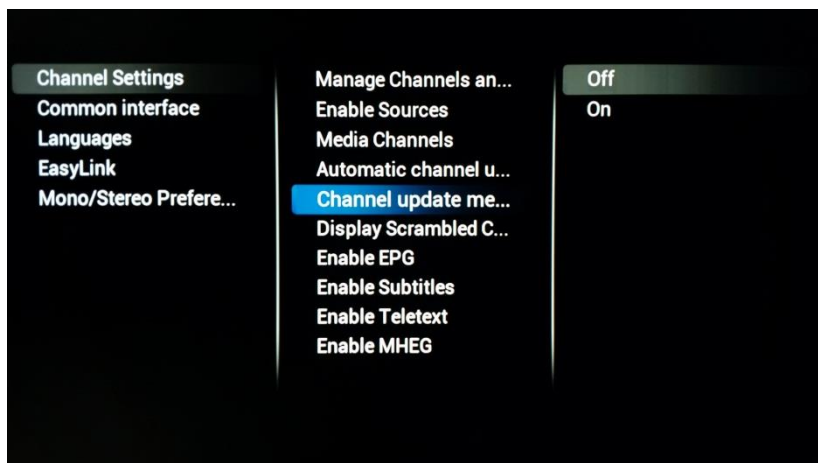 Channel Settings
Common interface
Languages
EasyLink
Mono/Stereo Prefere...
Manage Channels an...
Enable Sources
Media Channels
Automatic channel u...
Channel update me...
Display Scrambled C...
Enable EPG
Enable Subtitles
Enable Teletext
Enable MHEG
Off
On